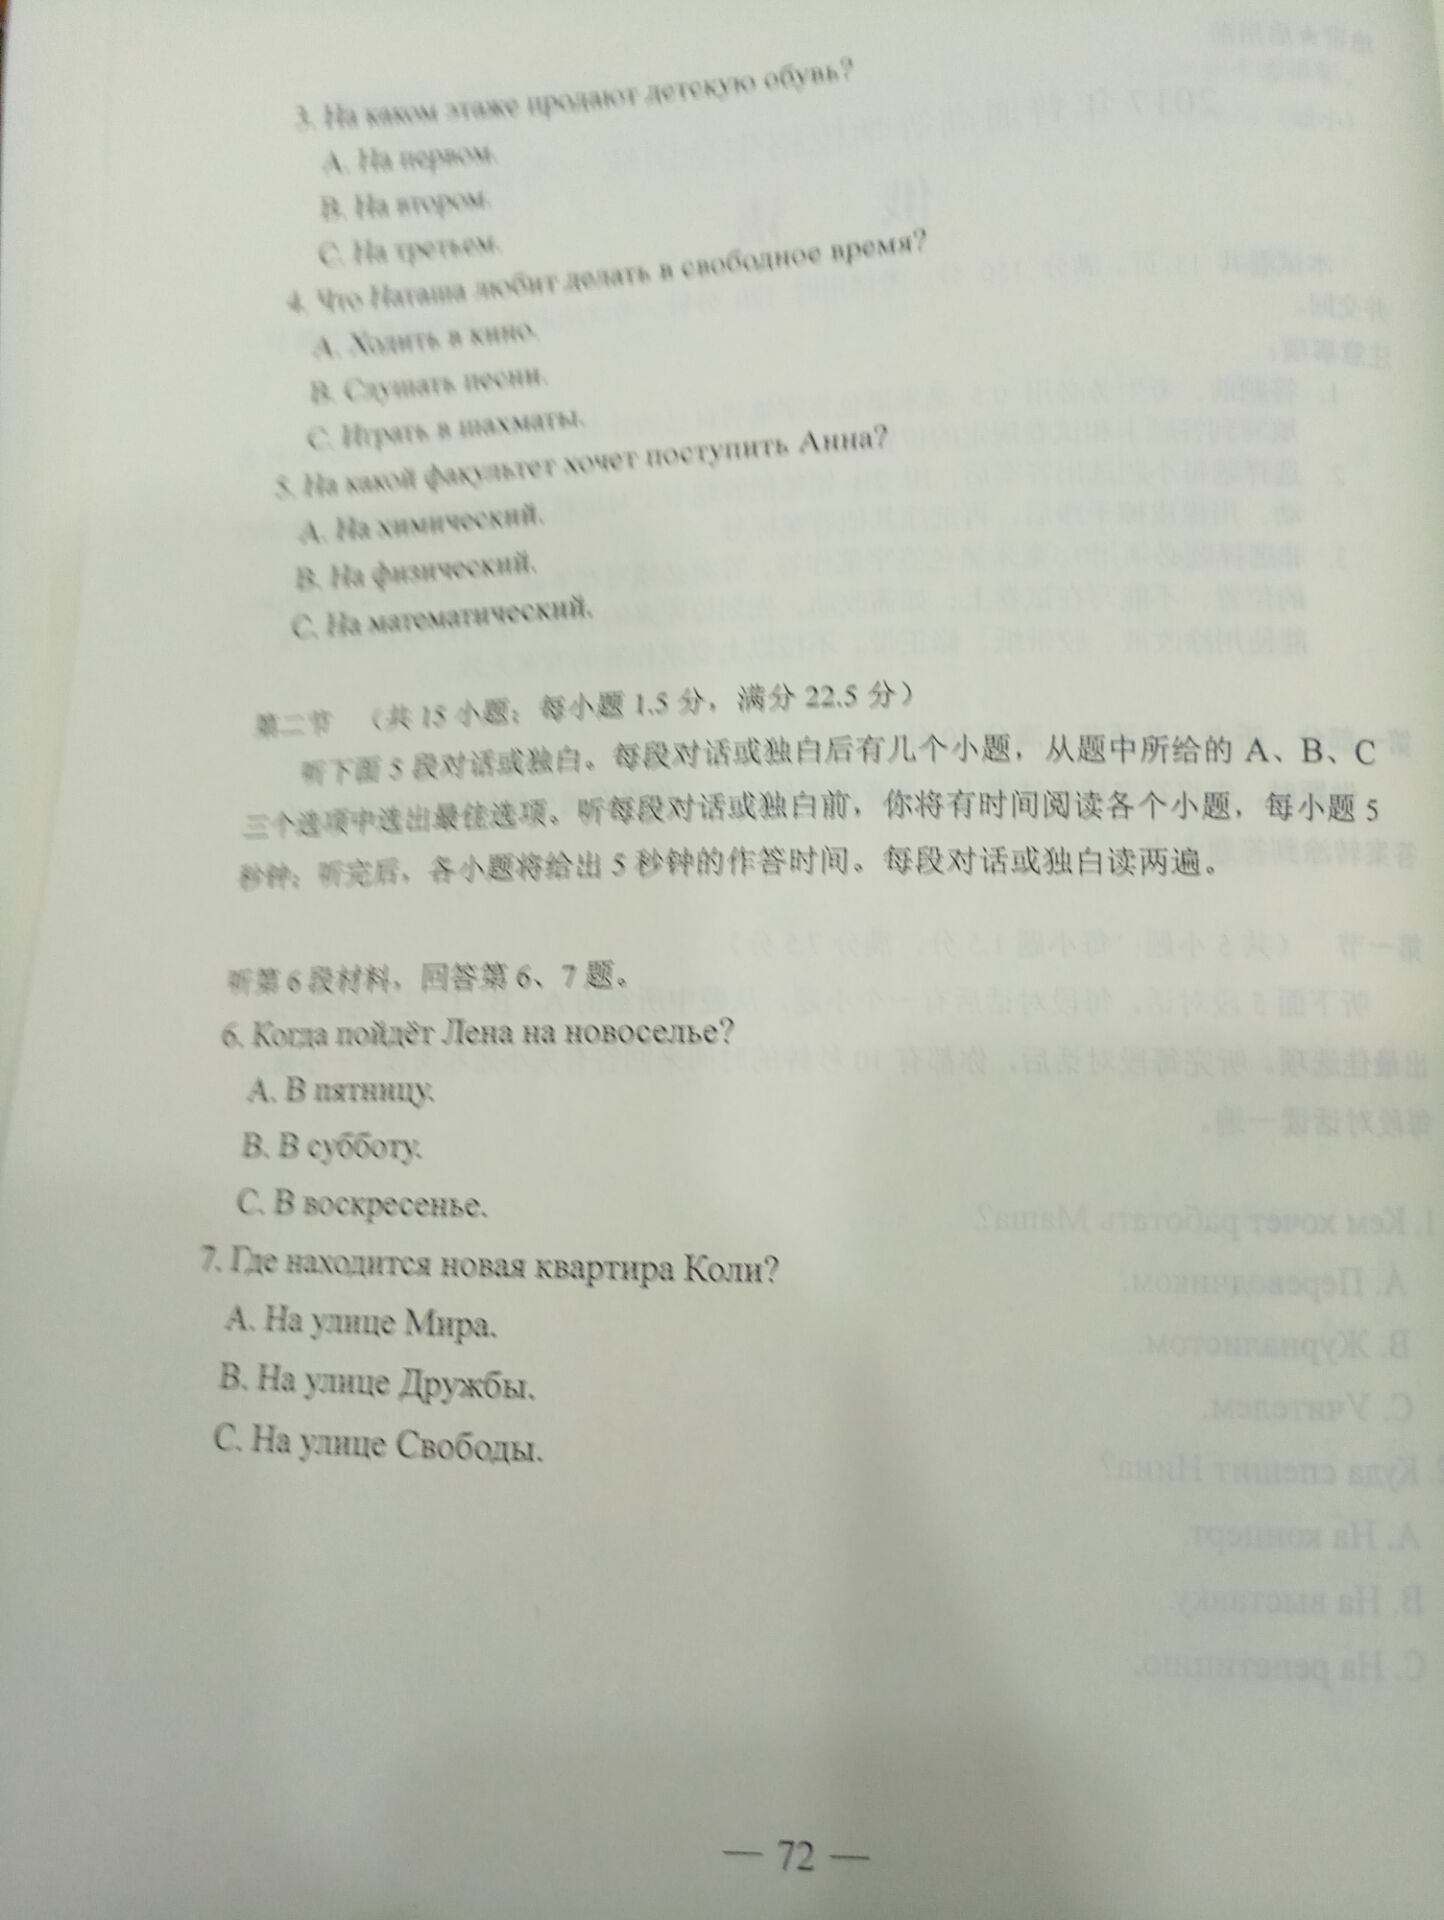 3. На каком этаже продают детскую обувь?
A. На первом.
B. На втором.
C. На третьем.
4. Что Наташа любит делать в свободное время?
A. Ходить в кино.
B. Слушать песни.
C. Играть в шахматы.
5. На какой факультет хочет поступить Анна?
A. На химический.
B. На физический.
C. На математический.
第二节 （共 15 小题；每小题 1.5 分，满分 22.5 分）
听下面 5 段对话或独白。每段对话或独白后有几个小题，从题中所给的 A、B、C
三个选项中选出最佳选项。听每段对话或独白前，你将有时间阅读各个小题，每小题 5
秒钟；听完后，各小题将给出 5 秒钟的作答时间。每段对话或独白读两遍。
听第 6 段材料，回答第 6、7 题。
6. Когда пойдёт Лена на новоселье?
A. В пятницу.
B. В субботу.
C. В воскресенье.
7. Где находится новая квартира Коли?
A. На улице Мира.
B. На улице Дружбы.
C. На улице Свободы.
— 72 —